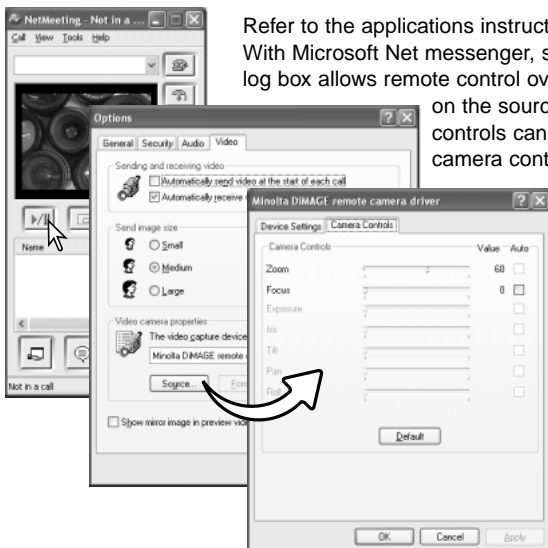 NetMeeting - Not in a ...
Call View Tools Help
Name
Not in a call
Refer to the applications instruct
With Microsoft Net messenger, s
log box allows remote control ov
on the sourc
controls can
camera cont
Options
General Security Audio Video
Sending and receiving video
Automatically send video at the start of each call
Automatically receive
Send image size
Small
Medium
Large
Video camera properties
The video capture device
Minolta DiMAGE remote
Source... Form
Show mirror image in preview vide
Minolta DiMAGE remote camera driver
Device Settings Camera Controls
Camera Controls Value Auto
Zoom 60
Focus 0
Exposure
Iris
Tilt
Pan
Roll
Default
OK Cancel Apply